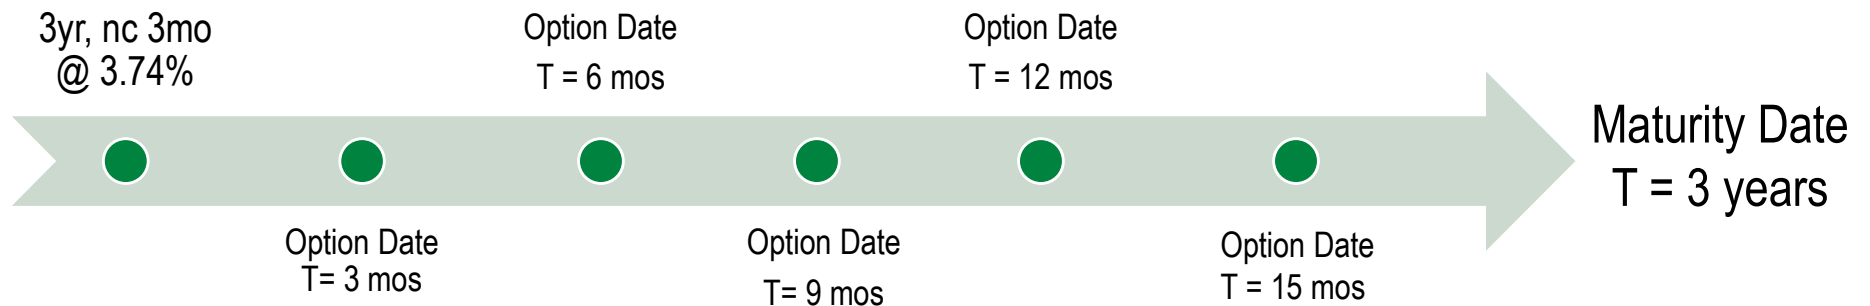 3yr, nc 3mo
@ 3.74%
Option Date
T= 3 mos
Option Date
T = 6 mos
Option Date
T= 9 mos
Option Date
T = 12 mos
Option Date
T = 15 mos
Maturity Date
T = 3 years